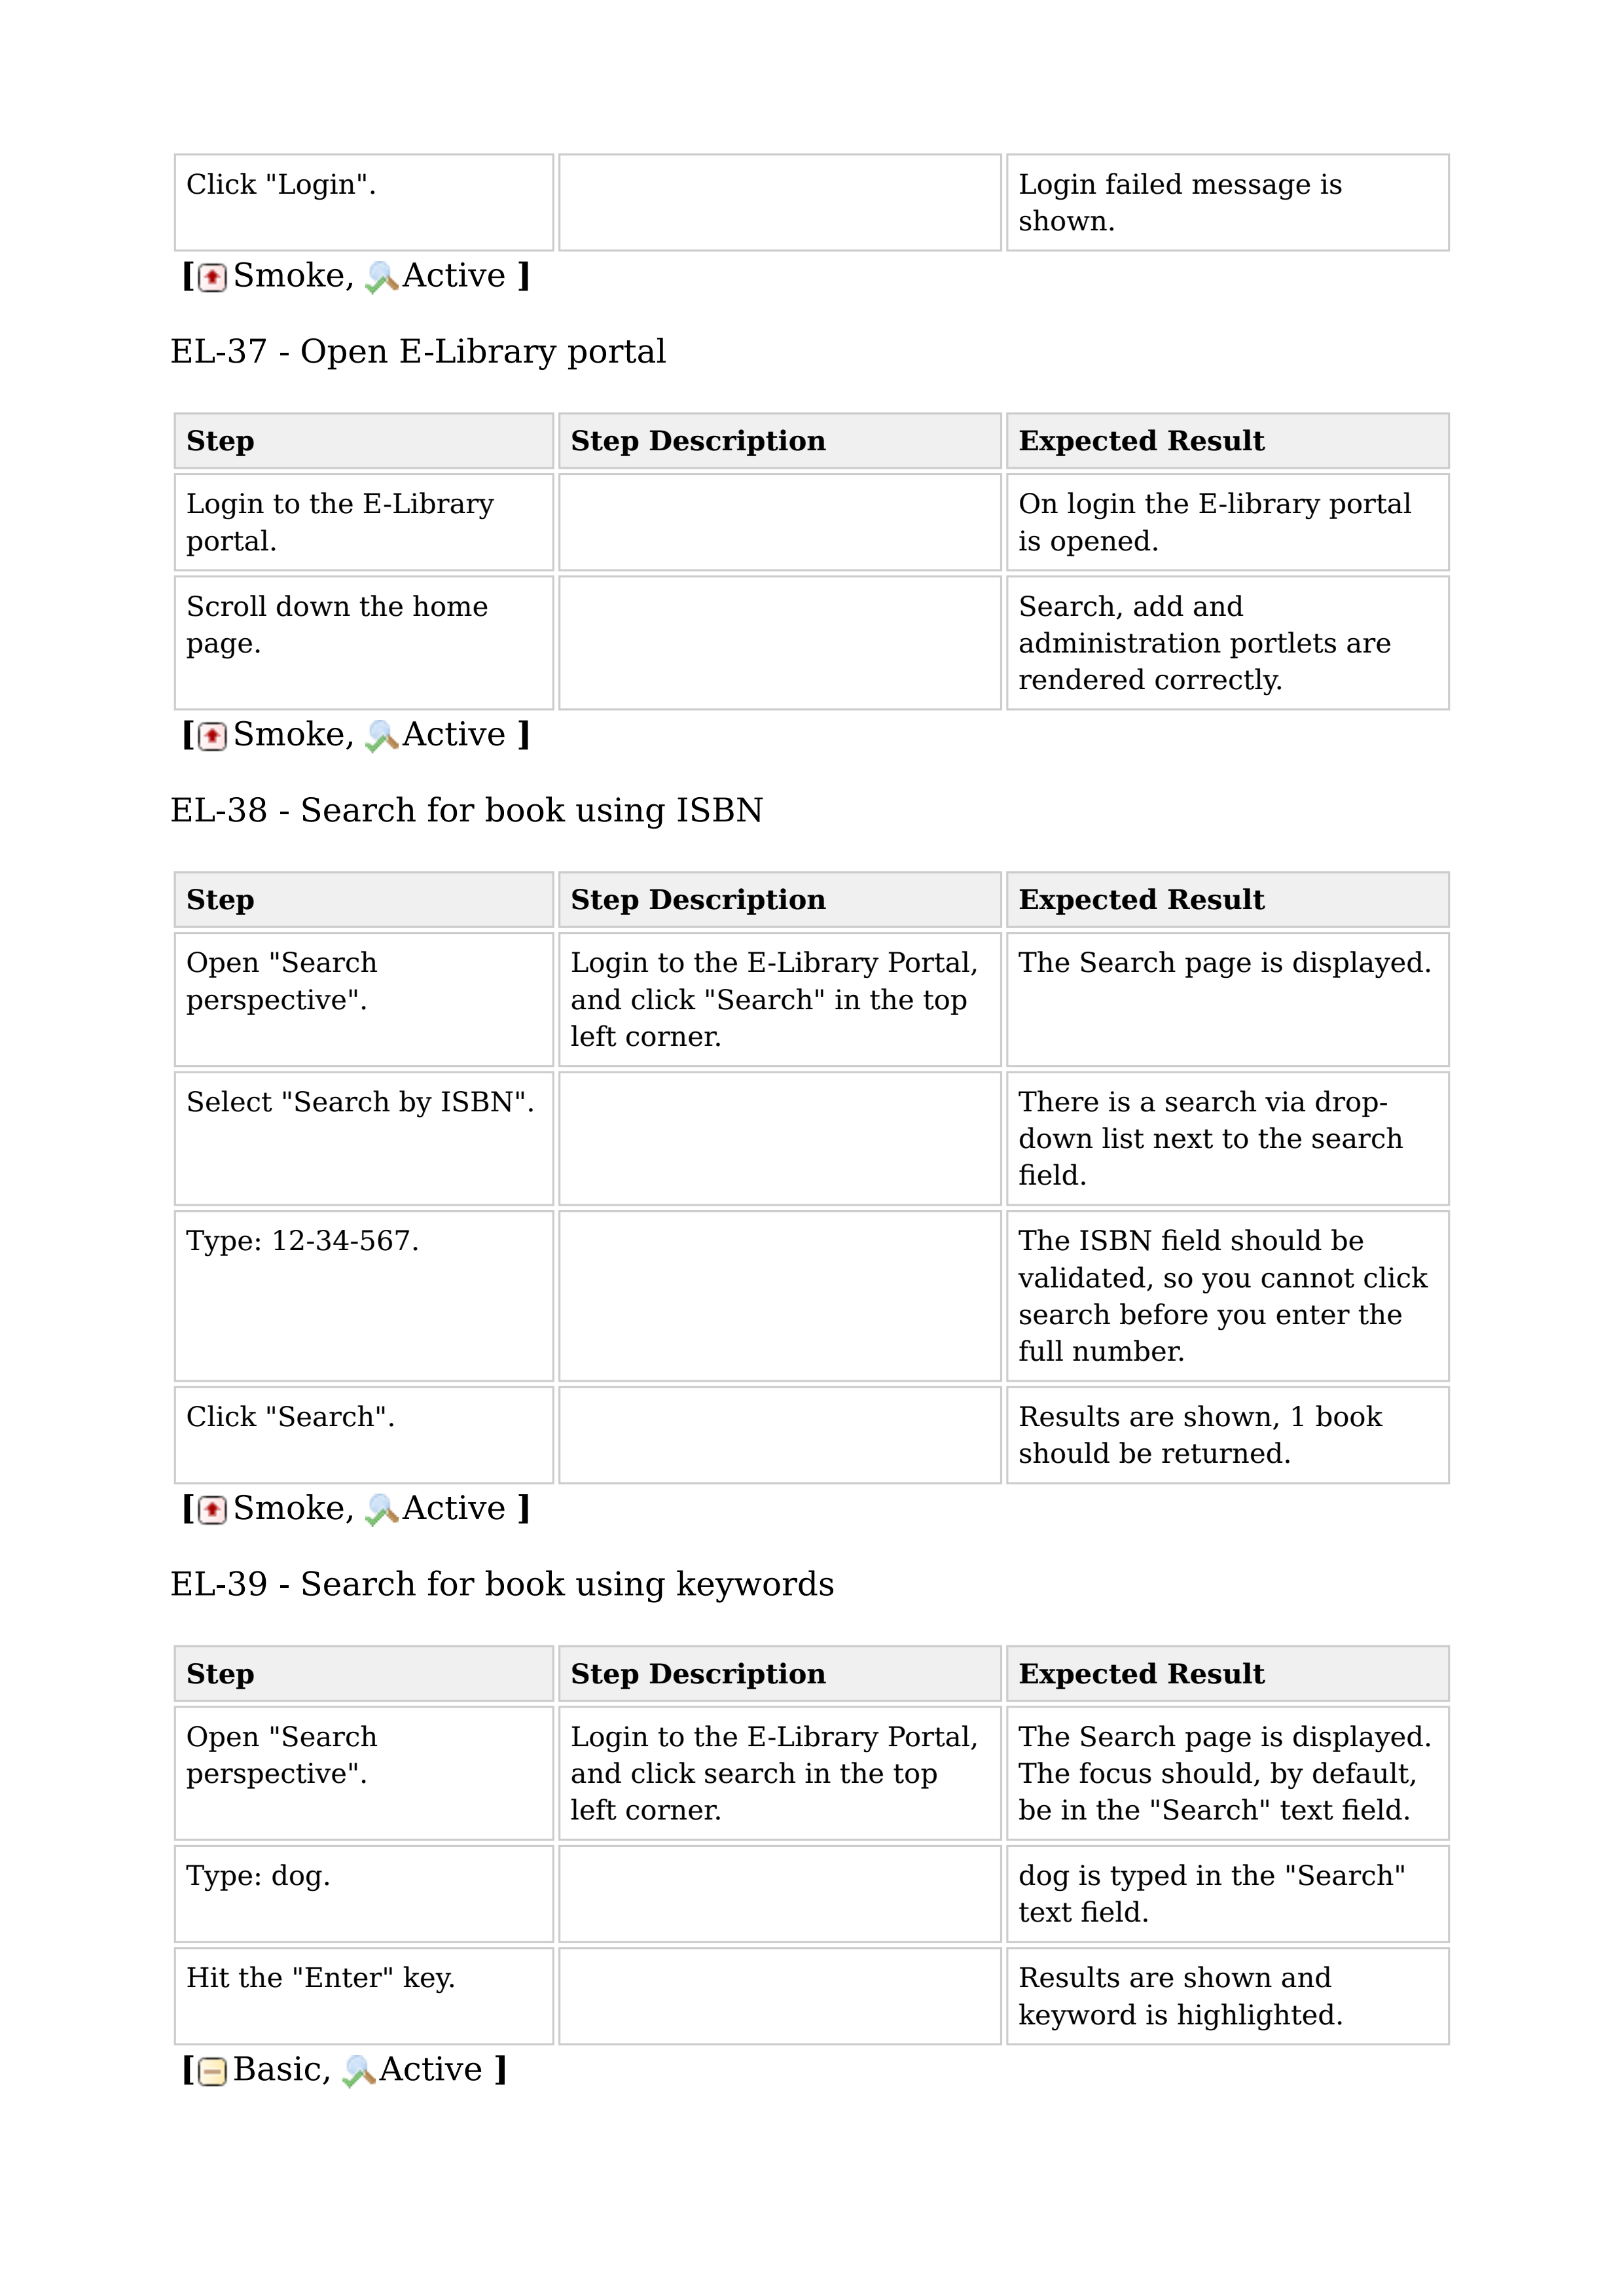 Click "Login".
Login failed message is
shown.
[Smoke, Active ]
EL-37 - Open E-Library portal
Step
Step Description
Expected Result
Login to the E-Library
portal.
On login the E-library portal
is opened.
Scroll down the home
page.
Search, add and
administration portlets are
rendered correctly.
[Smoke, Active ]
EL-38 - Search for book using ISBN
Step
Step Description
Expected Result
Open "Search
perspective".
Login to the E-Library Portal,
and click "Search" in the top
left corner.
The Search page is displayed.
Select "Search by ISBN".
There is a search via drop-
down list next to the search
field.
Type: 12-34-567.
The ISBN field should be
validated, so you cannot click
search before you enter the
full number.
Click "Search".
Results are shown, 1 book
should be returned.
[Smoke, Active ]
EL-39 - Search for book using keywords
Step
Step Description
Expected Result
Open "Search
perspective".
Login to the E-Library Portal,
and click search in the top
left corner.
The Search page is displayed.
The focus should, by default,
be in the "Search" text field.
Type: dog.
dog is typed in the "Search"
text field.
Hit the "Enter" key.
Results are shown and
keyword is highlighted.
[Basic, Active ]